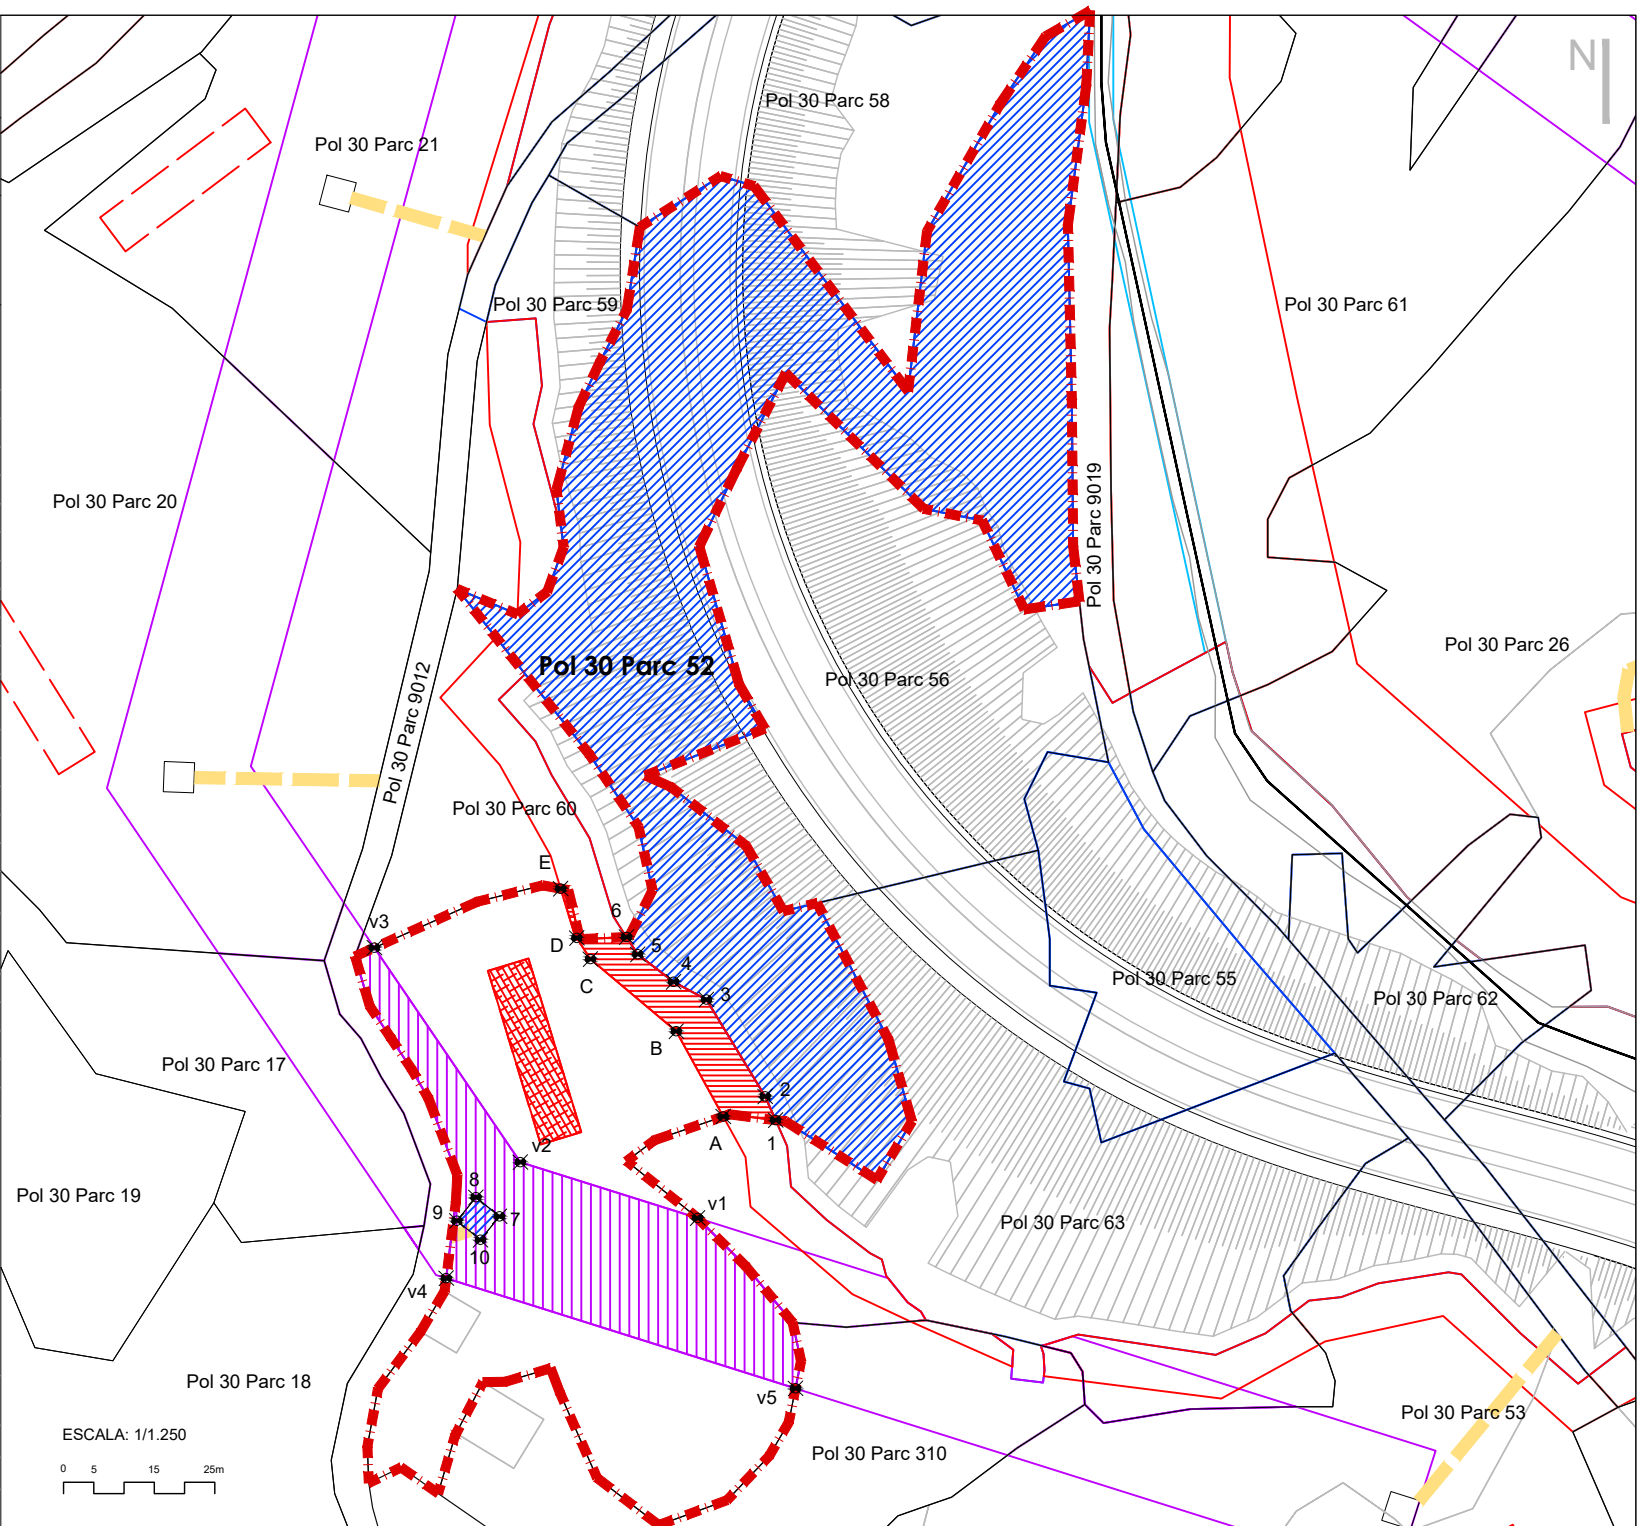 N
Pol 30 Parc 58
Pol 30 Parc 21
Pol 30 Parc 59
Pol 30 Parc 61
Pol 30 Parc 20
Pol 30 Parc 9019
Pol 30 Parc 26
Pol 30 Parc 52
Pol 30 Parc 56
Pol 30 Parc 9012
Pol 30 Parc 60
E
6
v3
D
5
4
C
3
Pol 30 Parc 55
Pol 30 Parc 62
B
Pol 30 Parc 17
2
A
1
v2
8
Pol 30 Parc 19
9
7
v1
Pol 30 Parc 63
10
v4
Pol 30 Parc 18
v5
Pol 30 Parc 53
ESCALA: 1/1.250
Pol 30 Parc 310
0 5 15 25m